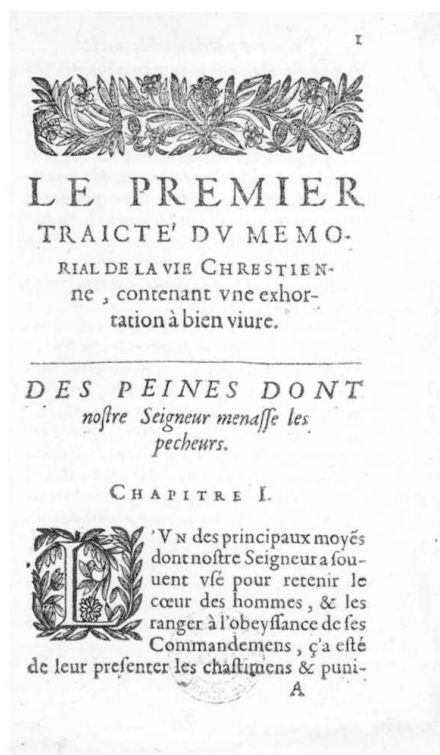 1
LE PREMIER
TRAICTE' DV MEMO-
RIAL DE LA VIE CHRESTIEN-
ne, contenant vne exhor-
tation à bien viure.
DES PEINES DONT
noſtre Seigneur menaſſe les
pecheurs.
CHAPITRE I.
L'VN des principaux moyẽs
dont noſtre Seigneur a ſou-
uent vſé pour retenir le
cœur des hommes, & les
ranger à l'obeyſſance de ſes
Commandemens, ç'a eſté
de leur preſenter les chaſtimens & puni-
A